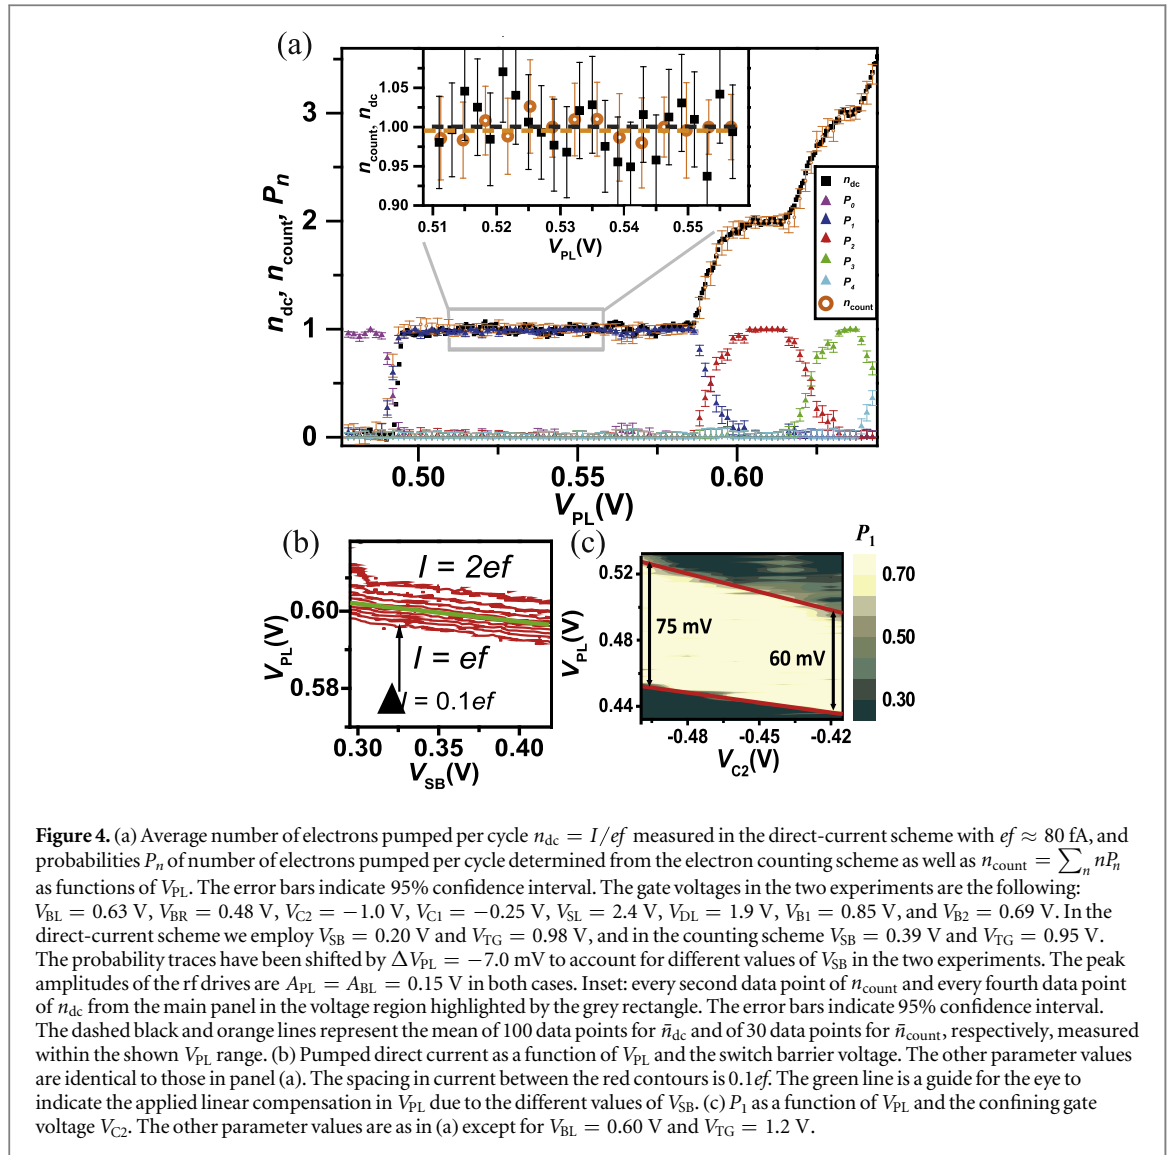 (a)
n_count, n_dc
1.05
1.00
0.95
0.90
0.51 0.52 0.53 0.54 0.55
V_PL(V)
n_dc, n_count, P_n
3
2
1
0
n_dc
P_0
P_1
P_2
P_3
P_4
n_count
0.50 0.55 0.60
V_PL(V)
(b)
I = 2ef
I = ef
= 0.1ef
V_PL(V)
0.60
0.58
0.30 0.35 0.40
V_SB(V)
(c)
P_1
V_PL(V)
0.52
0.48
0.44
75 mV
60 mV
-0.48 -0.45 -0.42
V_C2(V)
0.70
0.50
0.30
Figure 4. (a) Average number of electrons pumped per cycle n_dc = I/ef measured in the direct-current scheme with ef ≈ 80 fA, and
probabilities P_n of number of electrons pumped per cycle determined from the electron counting scheme as well as n_count = ∑_n nP_n
as functions of V_PL. The error bars indicate 95% confidence interval. The gate voltages in the two experiments are the following:
V_BL = 0.63 V, V_BR = 0.48 V, V_C2 = −1.0 V, V_C1 = −0.25 V, V_SL = 2.4 V, V_DL = 1.9 V, V_B1 = 0.85 V, and V_B2 = 0.69 V. In the
direct-current scheme we employ V_SB = 0.20 V and V_TG = 0.98 V, and in the counting scheme V_SB = 0.39 V and V_TG = 0.95 V.
The probability traces have been shifted by ΔV_PL = −7.0 mV to account for different values of V_SB in the two experiments. The peak
amplitudes of the rf drives are A_PL = A_BL = 0.15 V in both cases. Inset: every second data point of n_count and every fourth data point
of n_dc from the main panel in the voltage region highlighted by the grey rectangle. The error bars indicate 95% confidence interval.
The dashed black and orange lines represent the mean of 100 data points for n̄_dc and of 30 data points for n̄_count, respectively, measured
within the shown V_PL range. (b) Pumped direct current as a function of V_PL and the switch barrier voltage. The other parameter values
are identical to those in panel (a). The spacing in current between the red contours is 0.1ef. The green line is a guide for the eye to
indicate the applied linear compensation in V_PL due to the different values of V_SB. (c) P_1 as a function of V_PL and the confining gate
voltage V_C2. The other parameter values are as in (a) except for V_BL = 0.60 V and V_TG = 1.2 V.